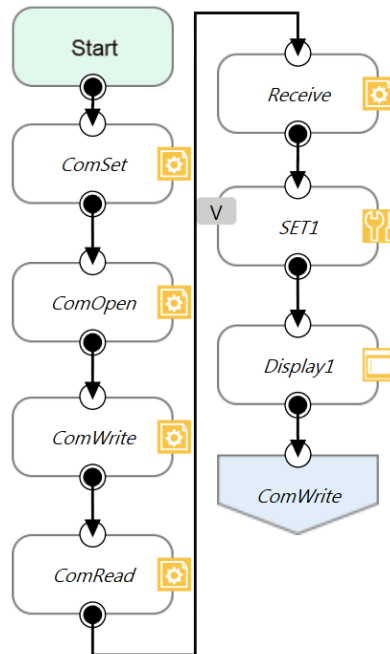 Start
ComSet
ComOpen
ComWrite
ComRead
Receive
V
SET1
Display1
ComWrite